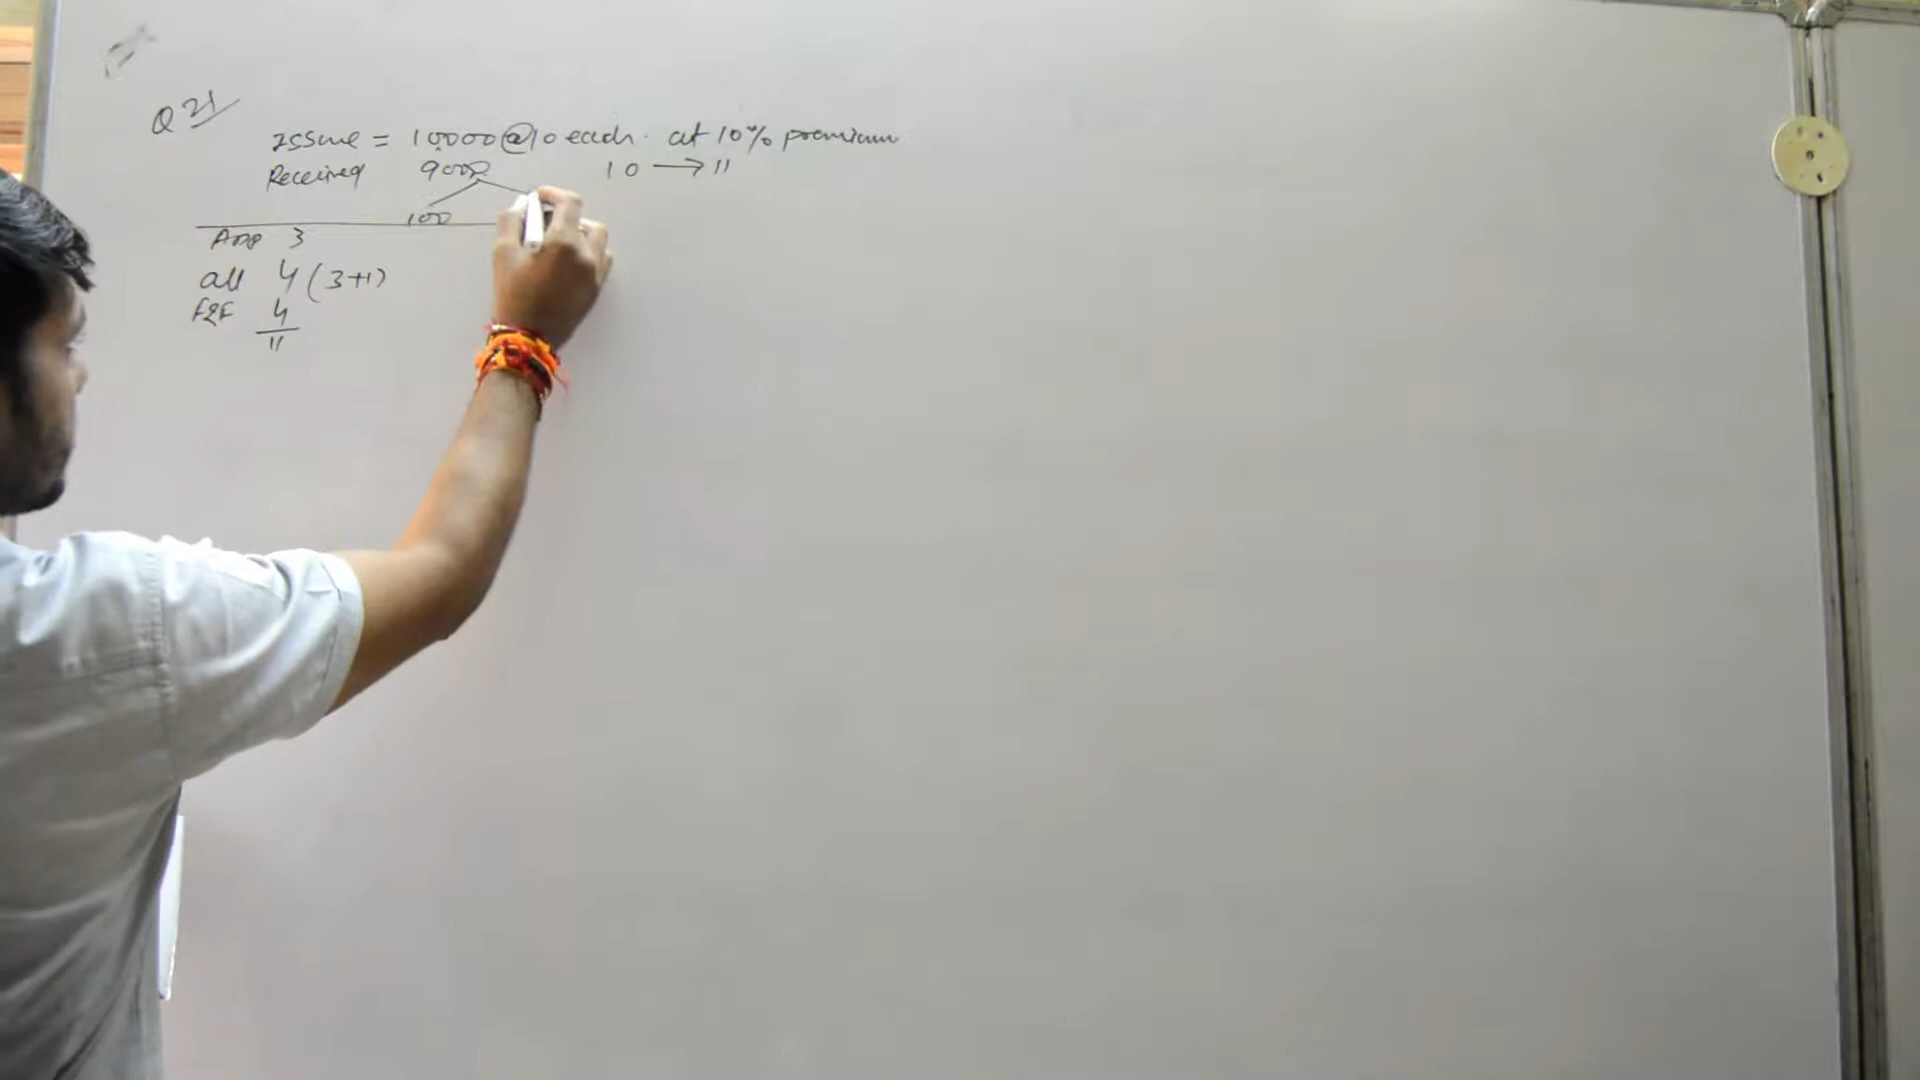 Q 21
Issue = 10000 @ 10 each. at 10% premium
Received 9000 10 → 11
100
App 3
all 4 (3+1)
F&F 4
11